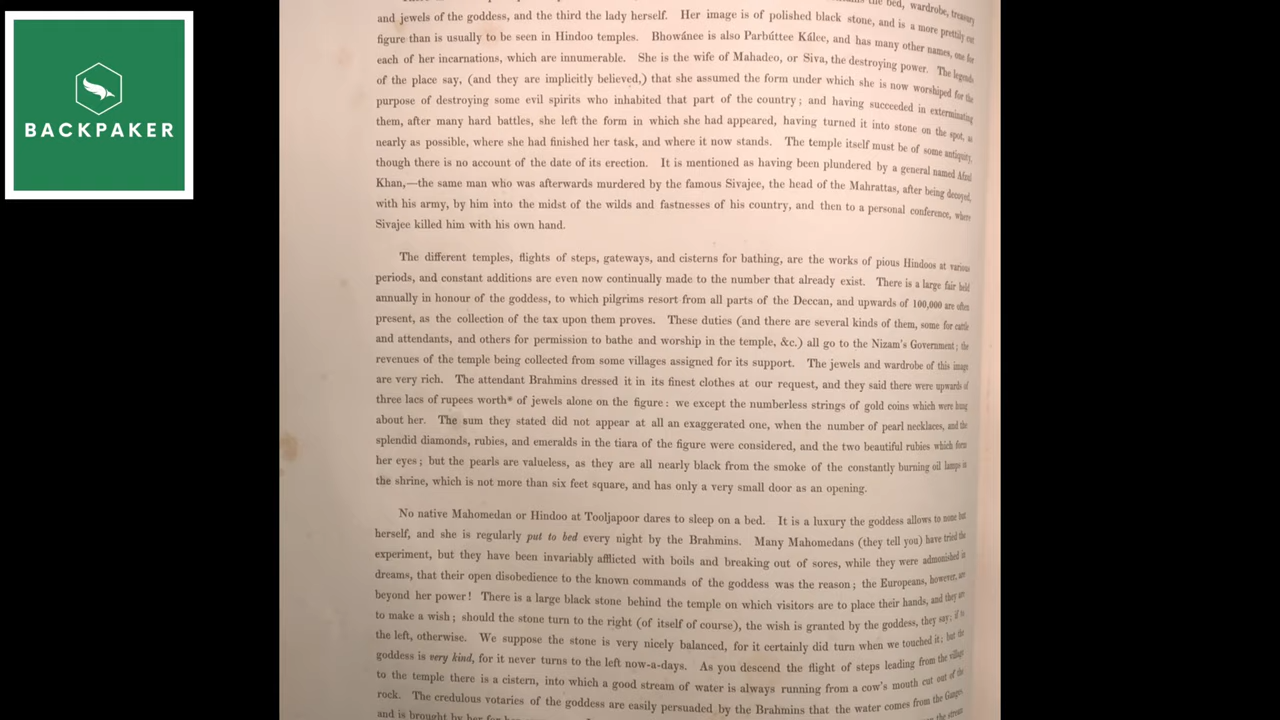 BACKPAKER
the bed, wardrobe, treasury
and jewels of the goddess, and the third the lady herself. Her image is of polished black stone, and is a more prettily cut
figure than is usually to be seen in Hindoo temples. Bhowánee is also Parbúttee Kálee, and has many other names, one for
each of her incarnations, which are innumerable. She is the wife of Mahadeo, or Siva, the destroying power. The legends
of the place say, (and they are implicitly believed,) that she assumed the form under which she is now worshiped for the
purpose of destroying some evil spirits who inhabited that part of the country; and having succeeded in exterminating
them, after many hard battles, she left the form in which she had appeared, having turned it into stone on the spot, as
nearly as possible, where she had finished her task, and where it now stands. The temple itself must be of some antiquity,
though there is no account of the date of its erection. It is mentioned as having been plundered by a general named Afzul
Khan,—the same man who was afterwards murdered by the famous Sivajee, the head of the Mahrattas, after being decoyed,
with his army, by him into the midst of the wilds and fastnesses of his country, and then to a personal conference, where
Sivajee killed him with his own hand.
The different temples, flights of steps, gateways, and cisterns for bathing, are the works of pious Hindoos at various
periods, and constant additions are even now continually made to the number that already exist. There is a large fair held
annually in honour of the goddess, to which pilgrims resort from all parts of the Deccan, and upwards of 100,000 are often
present, as the collection of the tax upon them proves. These duties (and there are several kinds of them, some for cattle
and attendants, and others for permission to bathe and worship in the temple, &c.) all go to the Nizam's Government; the
revenues of the temple being collected from some villages assigned for its support. The jewels and wardrobe of this image
are very rich. The attendant Brahmins dressed it in its finest clothes at our request, and they said there were upwards of
three lacs of rupees worth* of jewels alone on the figure: we except the numberless strings of gold coins which were hung
about her. The sum they stated did not appear at all an exaggerated one, when the number of pearl necklaces, and the
splendid diamonds, rubies, and emeralds in the tiara of the figure were considered, and the two beautiful rubies which form
her eyes; but the pearls are valueless, as they are all nearly black from the smoke of the constantly burning oil lamps in
the shrine, which is not more than six feet square, and has only a very small door as an opening.
No native Mahomedan or Hindoo at Tooljapoor dares to sleep on a bed. It is a luxury the goddess allows to none but
herself, and she is regularly put to bed every night by the Brahmins. Many Mahomedans (they tell you) have tried the
experiment, but they have been invariably afflicted with boils and breaking out of sores, while they were admonished in
dreams, that their open disobedience to the known commands of the goddess was the reason; the Europeans, however, are
beyond her power! There is a large black stone behind the temple on which visitors are to place their hands, and they are
to make a wish; should the stone turn to the right (of itself of course), the wish is granted by the goddess, they say; if to
the left, otherwise. We suppose the stone is very nicely balanced, for it certainly did turn when we touched it; but the
goddess is very kind, for it never turns to the left now-a-days. As you descend the flight of steps leading from the village
to the temple there is a cistern, into which a good stream of water is always running from a cow's mouth cut out of the
rock. The credulous votaries of the goddess are easily persuaded by the Brahmins that the water comes from the Ganges,
and is brought by her for her the stream